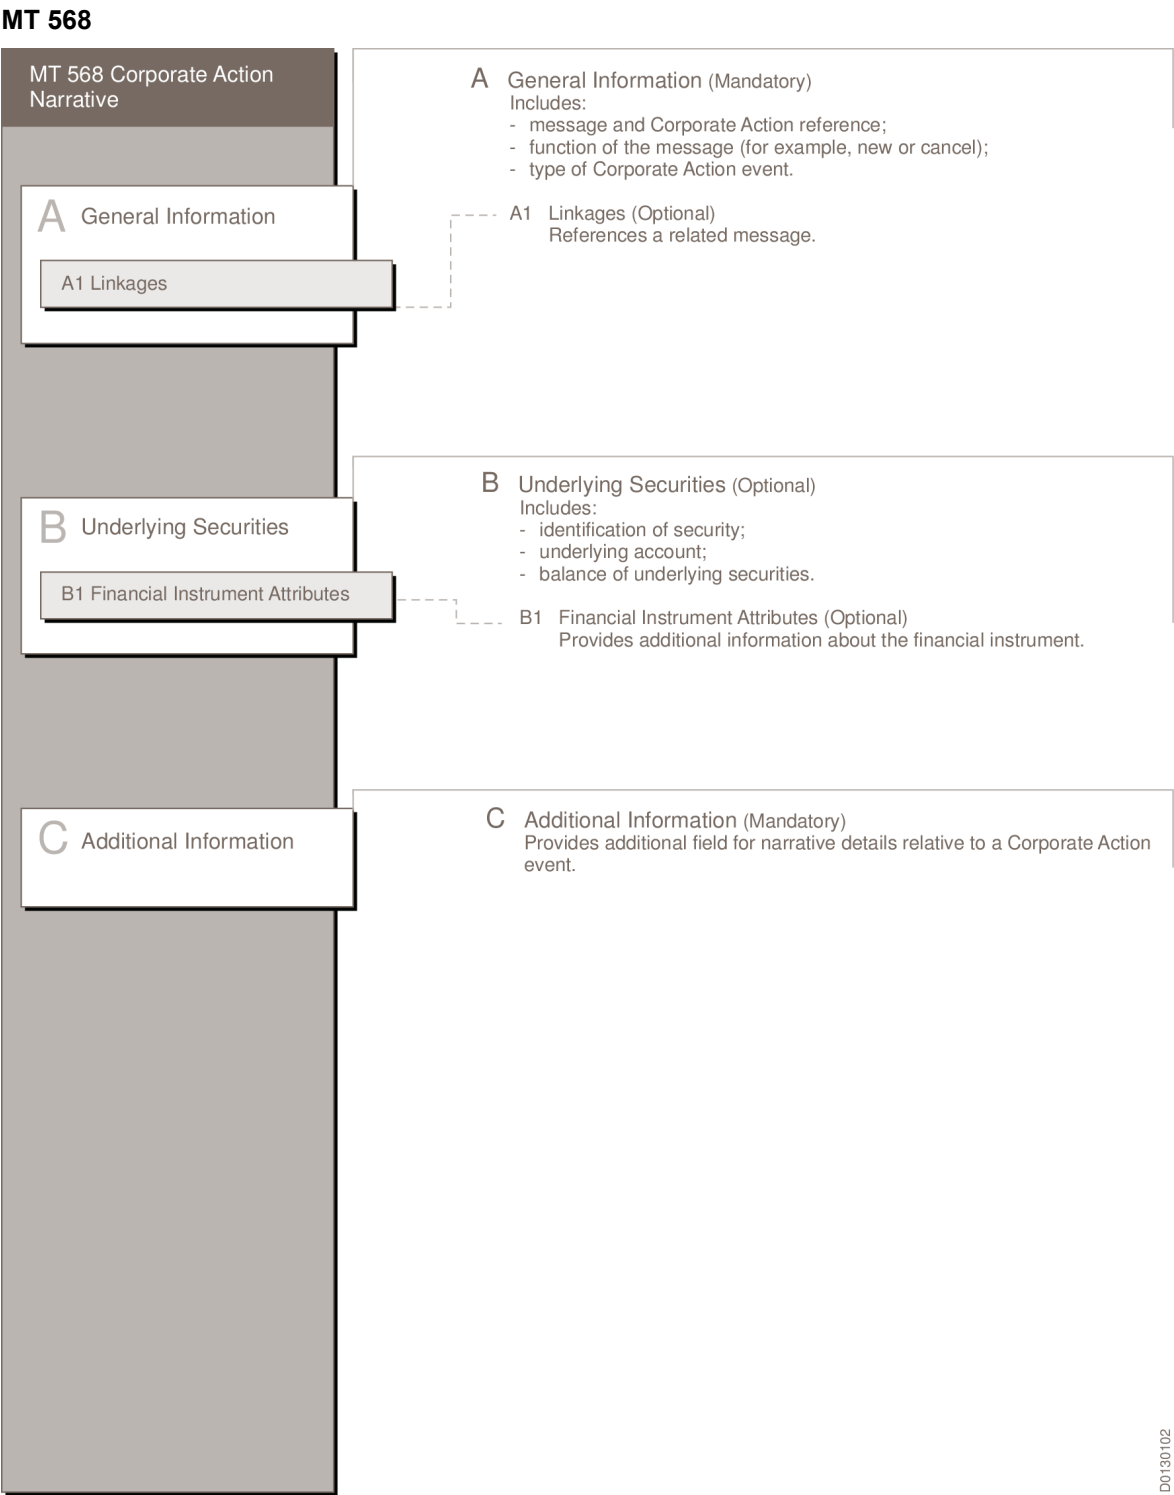 MT 568
MT 568 Corporate Action
Narrative
A General Information
A1 Linkages
A General Information (Mandatory)
Includes:
- message and Corporate Action reference;
- function of the message (for example, new or cancel);
- type of Corporate Action event.
A1 Linkages (Optional)
References a related message.
B Underlying Securities
B1 Financial Instrument Attributes
B Underlying Securities (Optional)
Includes:
- identification of security;
- underlying account;
- balance of underlying securities.
B1 Financial Instrument Attributes (Optional)
Provides additional information about the financial instrument.
C Additional Information
C Additional Information (Mandatory)
Provides additional field for narrative details relative to a Corporate Action
event.
D0130102